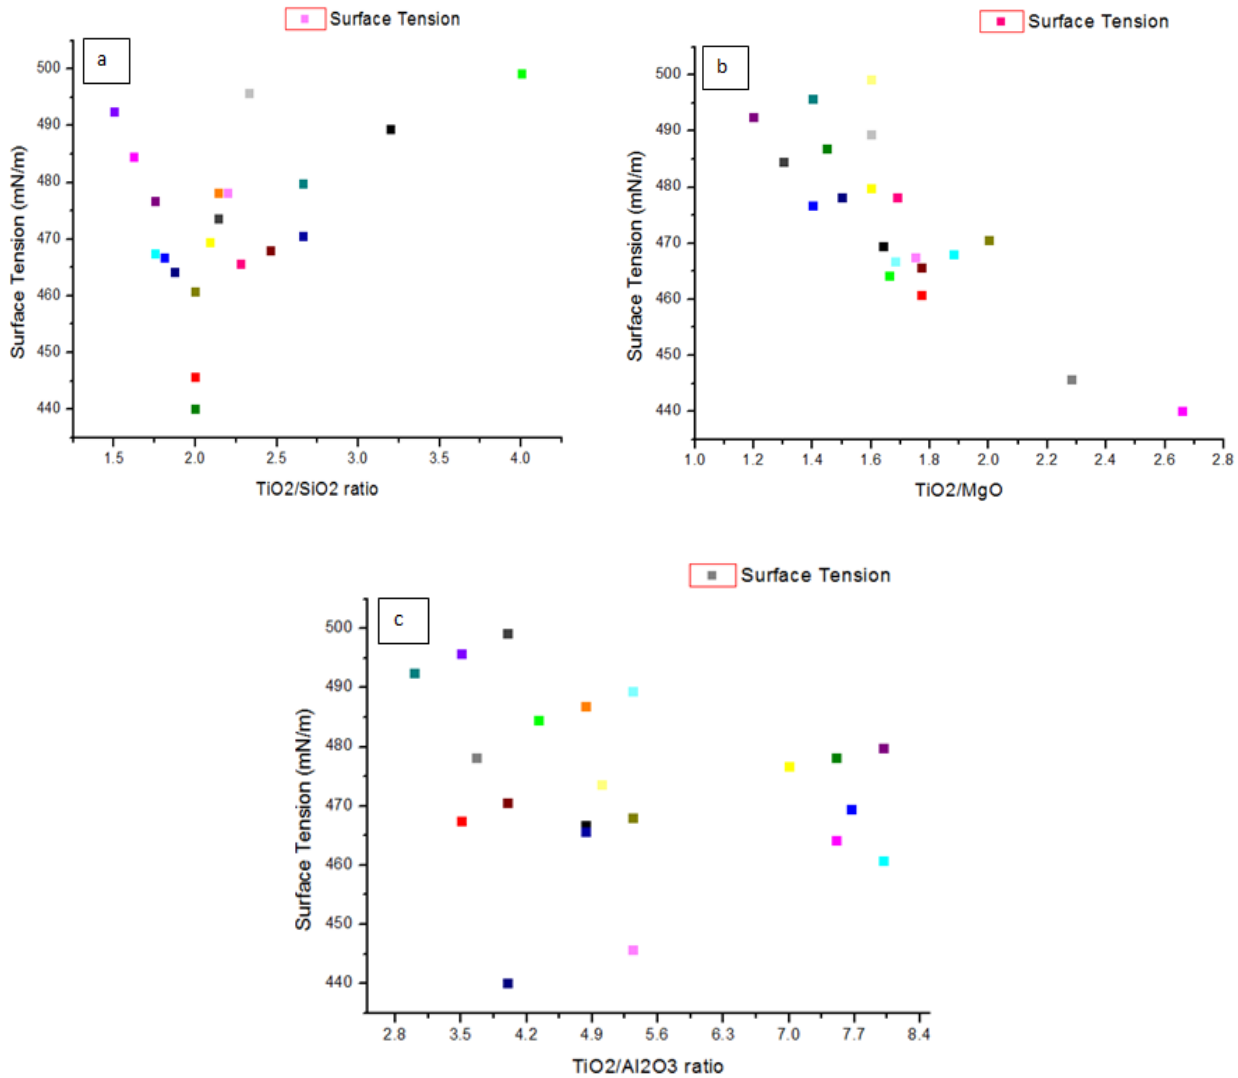 Surface Tension
a
500
490
480
470
460
450
440
Surface Tension (mN/m)
1.5 2.0 2.5 3.0 3.5 4.0
TiO2/SiO2 ratio
Surface Tension
b
500
490
480
470
460
450
440
Surface Tension (mN/m)
1.0 1.2 1.4 1.6 1.8 2.0 2.2 2.4 2.6 2.8
TiO2/MgO
Surface Tension
c
500
490
480
470
460
450
440
Surface Tension (mN/m)
2.8 3.5 4.2 4.9 5.6 6.3 7.0 7.7 8.4
TiO2/Al2O3 ratio